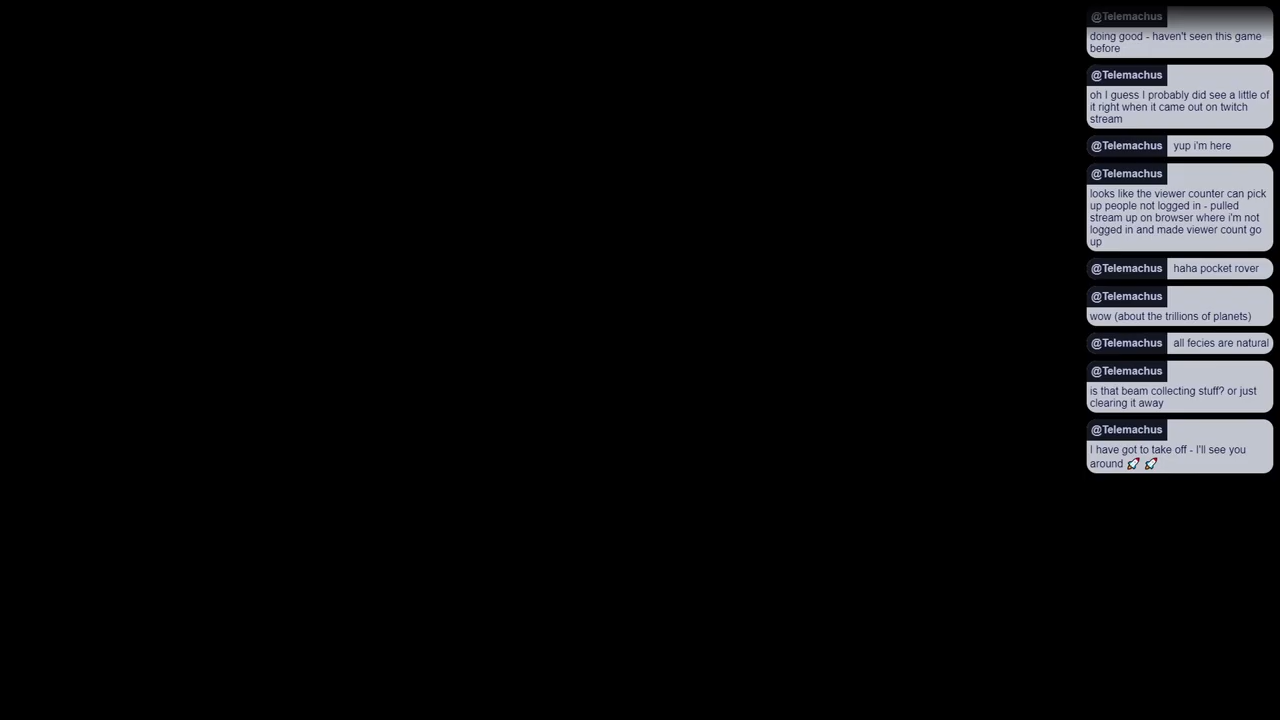 @Telemachus
doing good - haven't seen this game
before
@Telemachus
oh I guess I probably did see a little of
it right when it came out on twitch
stream
@Telemachus yup i'm here
@Telemachus
looks like the viewer counter can pick
up people not logged in - pulled
stream up on browser where i'm not
logged in and made viewer count go
up
@Telemachus haha pocket rover
@Telemachus
wow (about the trillions of planets)
@Telemachus all fecies are natural
@Telemachus
is that beam collecting stuff? or just
clearing it away
@Telemachus
I have got to take off - I'll see you
around 🚀 🚀